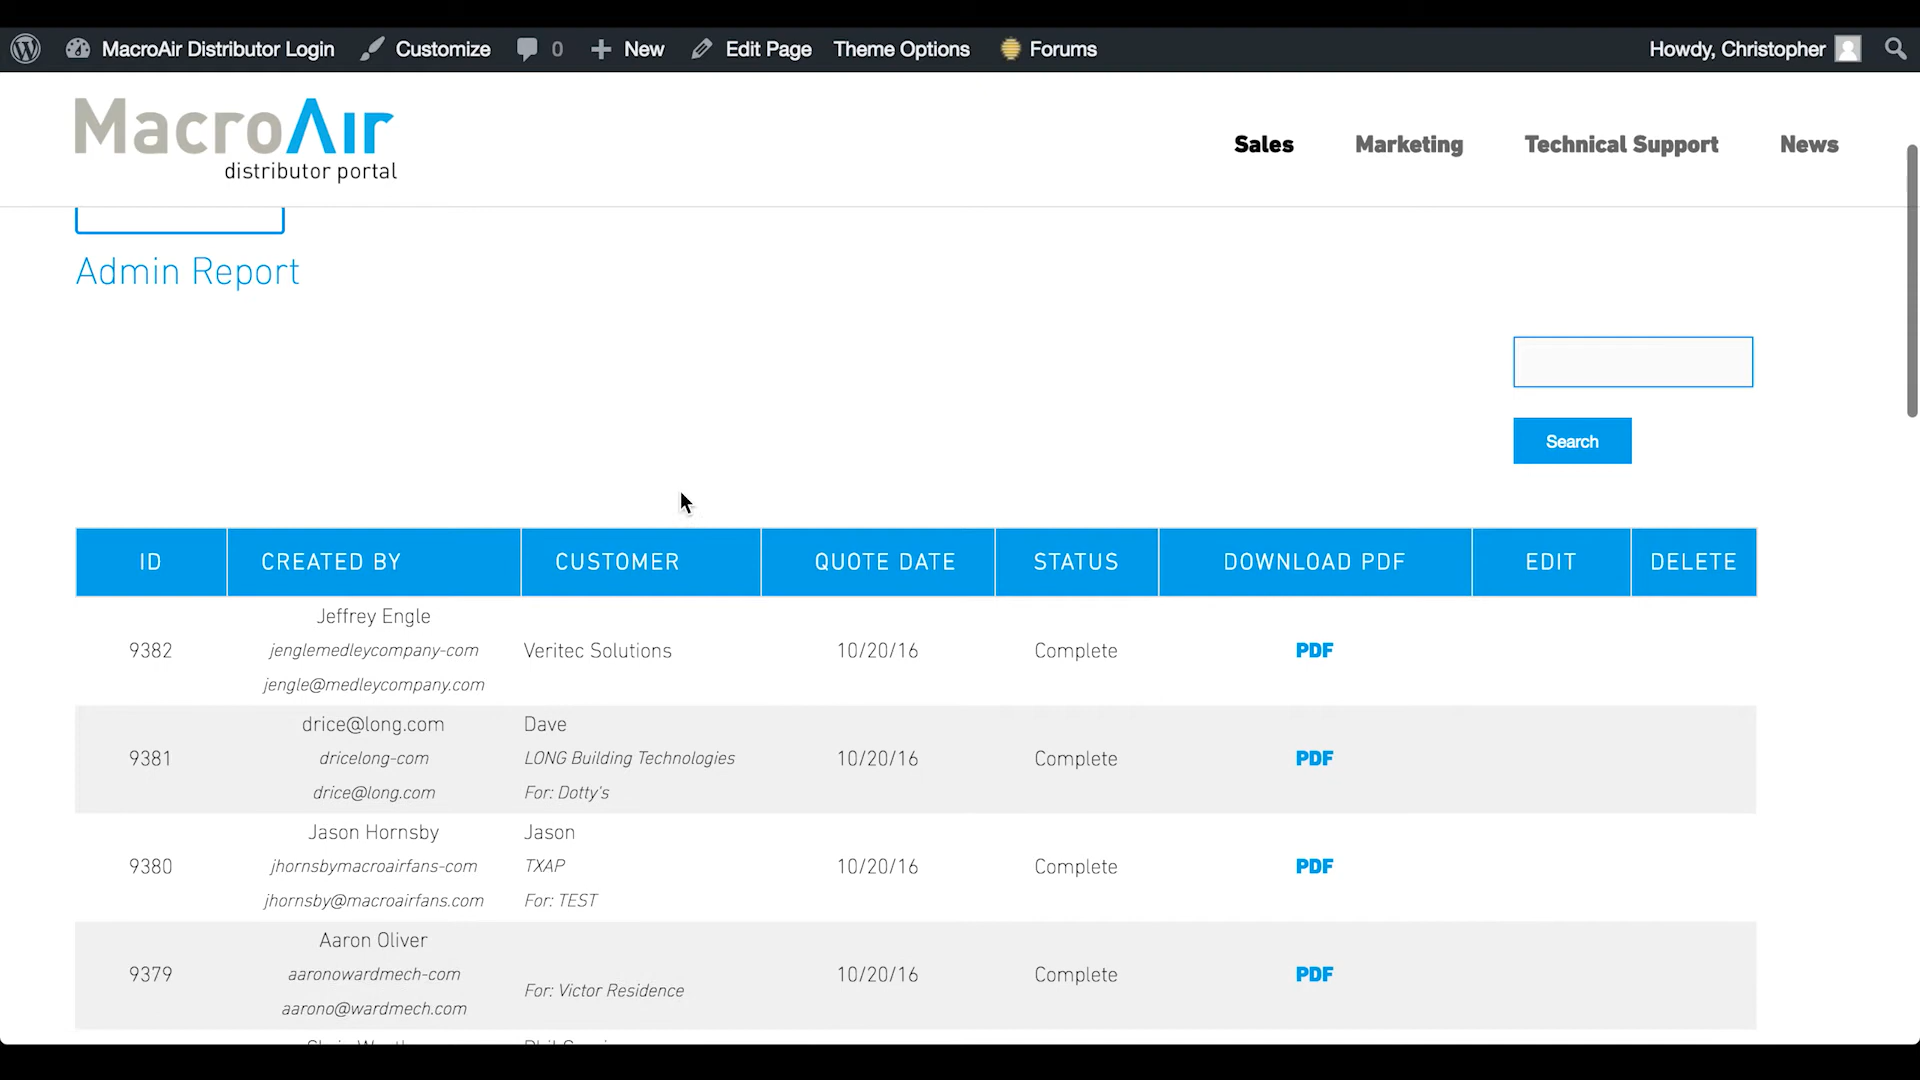 MacroAir Distributor Login Customize 0 New Edit Page Theme Options Forums Howdy, Christopher
MacroAir
distributor portal
Sales Marketing Technical Support News
Admin Report
Search
ID CREATED BY CUSTOMER QUOTE DATE STATUS DOWNLOAD PDF EDIT DELETE
Jeffrey Engle
9382 jenglemedleycompany-com Veritec Solutions 10/20/16 Complete PDF
jengle@medleycompany.com
drice@long.com Dave
9381 dricelong-com LONG Building Technologies 10/20/16 Complete PDF
drice@long.com For: Dotty's
Jason Hornsby Jason
9380 jhornsbymacroairfans-com TXAP 10/20/16 Complete PDF
jhornsby@macroairfans.com For: TEST
Aaron Oliver
9379 aaronowardmech-com 10/20/16 Complete PDF
For: Victor Residence
aarono@wardmech.com